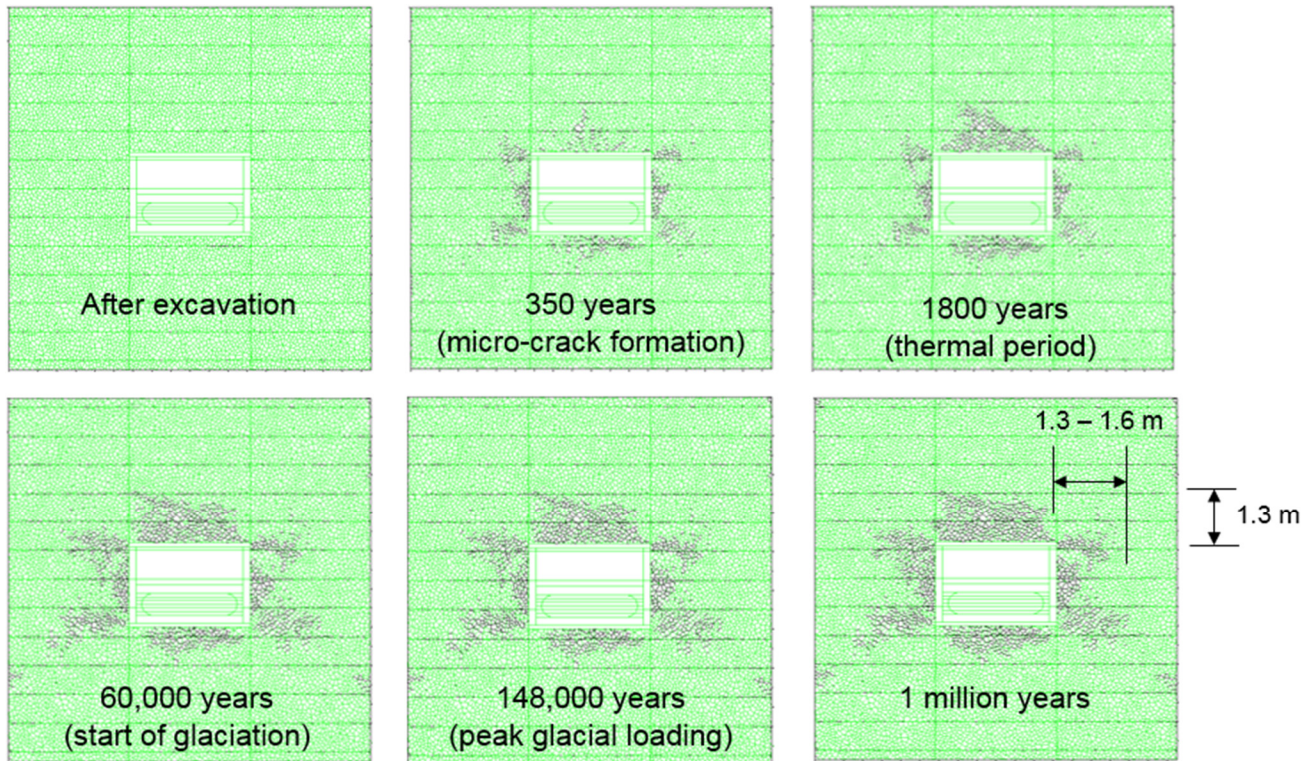 After excavation
350 years
(micro-crack formation)
1800 years
(thermal period)
60,000 years
(start of glaciation)
148,000 years
(peak glacial loading)
1.3 – 1.6 m
1.3 m
1 million years